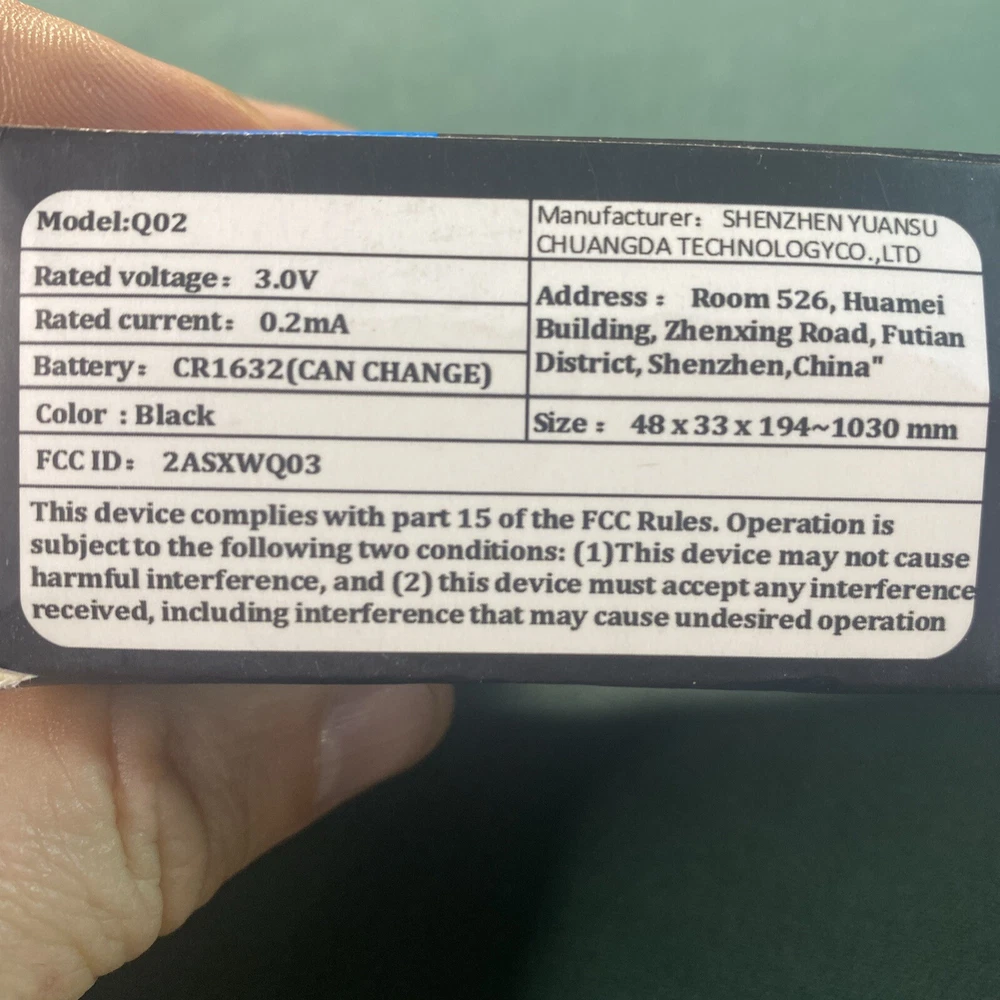 Model:Q02
Manufacturer: SHENZHEN YUANSU
CHUANGDA TECHNOLOGYCO.,LTD
Rated voltage: 3.0V
Rated current: 0.2mA
Battery: CR1632(CAN CHANGE)
Color : Black
Address : Room 526, Huamei
Building, Zhenxing Road, Futian
District, Shenzhen,China"
Size : 48 x 33 x 194~1030 mm
FCC ID: 2ASXWQ03
This device complies with part 15 of the FCC Rules. Operation is
subject to the following two conditions: (1)This device may not cause
harmful interference, and (2) this device must accept any interference
received, including interference that may cause undesired operation